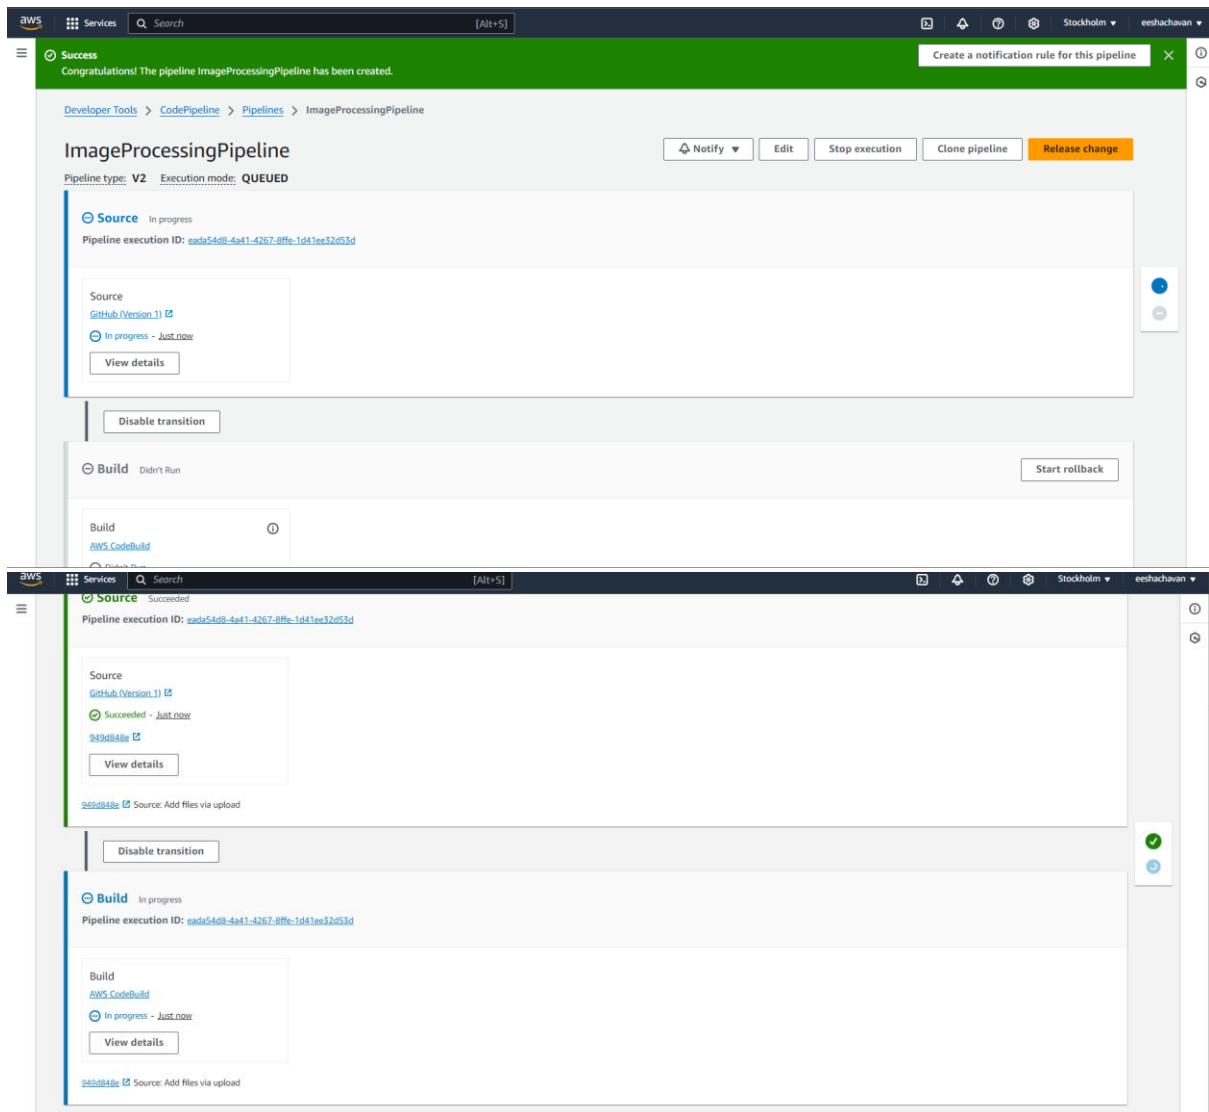 aws Services Search [Alt+S] Stockholm ▼ eeshachavan ▼
Success
Create a notification rule for this pipeline
Congratulations! The pipeline ImageProcessingPipeline has been created.
Developer Tools > CodePipeline > Pipelines > ImageProcessingPipeline
ImageProcessingPipeline
Notify ▼ Edit Stop execution Clone pipeline Release change
Pipeline type: V2 Execution mode: QUEUED
Source In progress
Pipeline execution ID: eada54d8-4a41-4267-8ffe-1d41ee32d53d
Source
GitHub (Version 1)
In progress - Just now
View details
Disable transition
Build Didn't Run
Start rollback
Build
AWS CodeBuild
Didn't Run
aws Services Search [Alt+S] Stockholm ▼ eeshachavan ▼
Source Succeeded
Pipeline execution ID: eada54d8-4a41-4267-8ffe-1d41ee32d53d
Source
GitHub (Version 1)
Succeeded - Just now
949d848e
View details
949d848e Source: Add files via upload
Disable transition
Build In progress
Pipeline execution ID: eada54d8-4a41-4267-8ffe-1d41ee32d53d
Build
AWS CodeBuild
In progress - Just now
View details
949d848e Source: Add files via upload